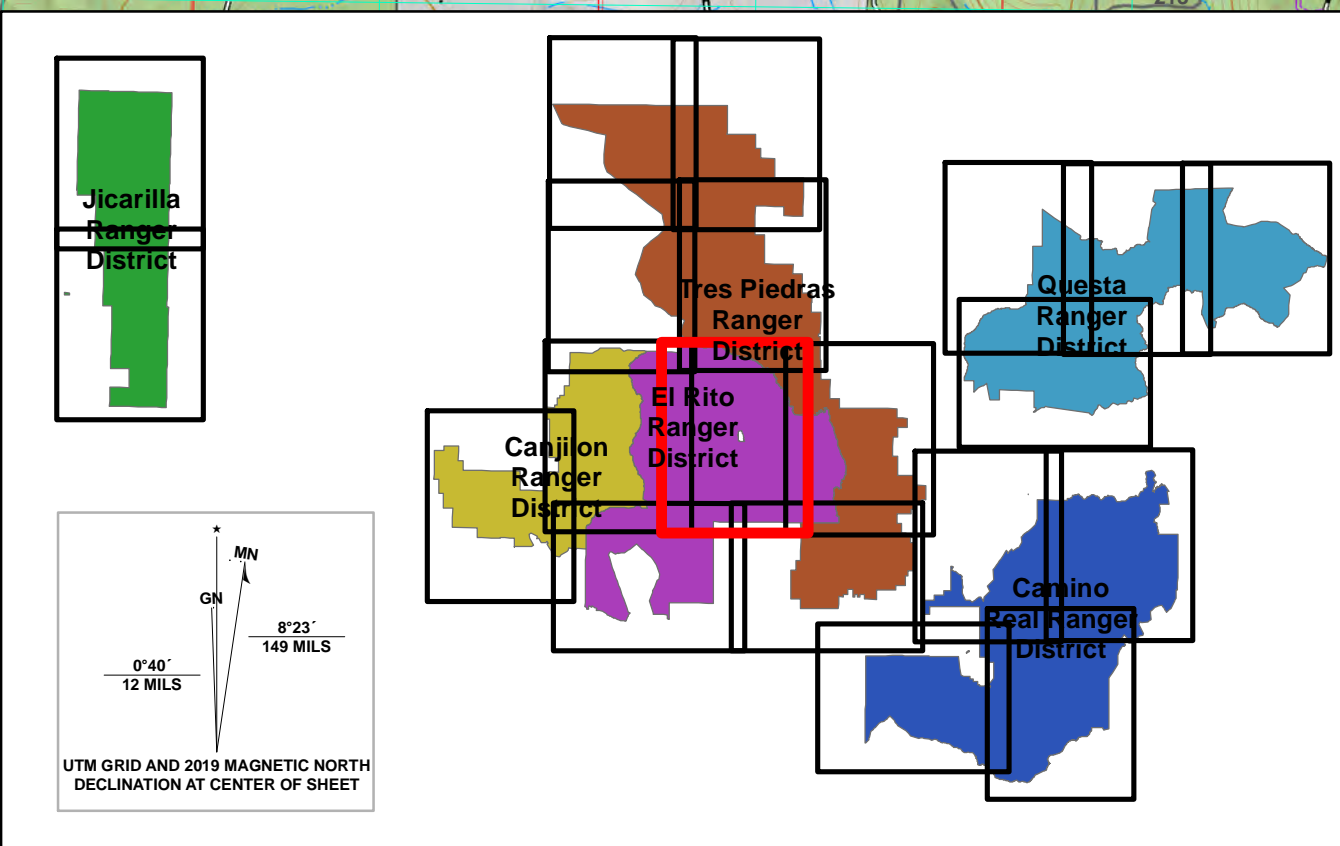 Jicarilla
Ranger
District
Tres Piedras
Ranger
District
Questa
Ranger
District
El Rito
Ranger
District
Canjilon
Ranger
District
Camino
Real Ranger
District
MN
GN
8°23´
149 MILS
0°40´
12 MILS
UTM GRID AND 2019 MAGNETIC NORTH
DECLINATION AT CENTER OF SHEET